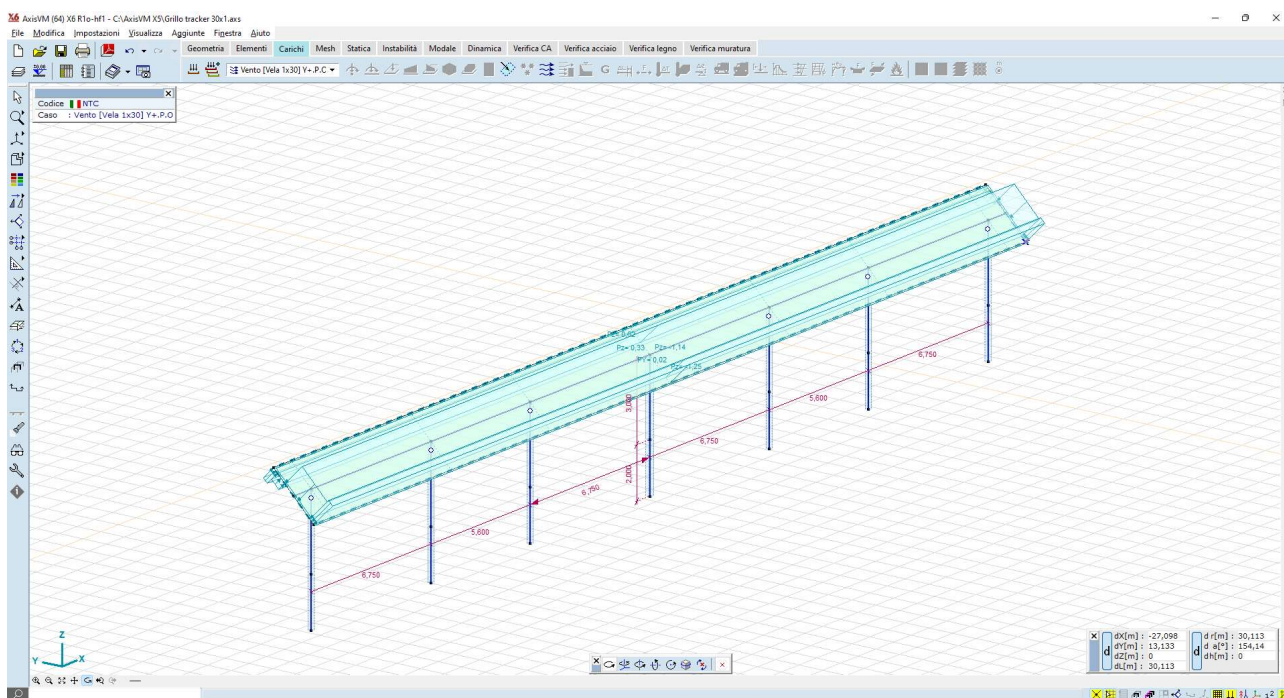 X6 AxisVM (64) X6 R1o-hf1 - C:\AxisVM X5\Grillo tracker 30x1.axs
File Modifica Impostazioni Visualizza Aggiunte Finestra Aiuto
Geometria Elementi Carichi Mesh Statica Instabilità Modale Dinamica Verifica CA Verifica acciaio Verifica legno Verifica muratura
Vento [Vela 1x30] Y+.P.C
Codice NTC
Caso : Vento [Vela 1x30] Y+.P.O
Pz= 0,33 Pz= -1,14
Pz= -1,25
3,000
2,000
6,750
5,600
6,750
6,750
5,600
6,750
Z
Y X
dX[m] : -27,098
dY[m] : 13,133
dZ[m] : 0
dL[m] : 30,113
d
d r[m] : 30,113
d a[°] : 154,14
dh[m] : 0
d